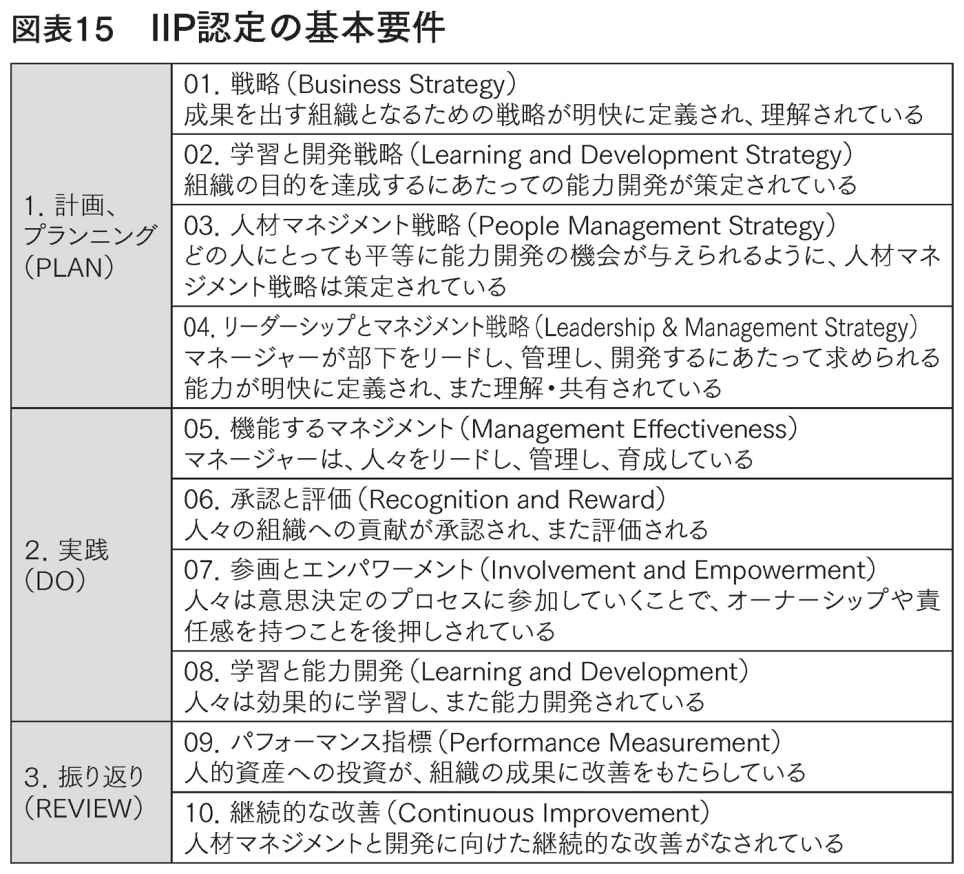 図表15　IIP認定の基本要件
1. 計画、
プランニング
（PLAN）
01. 戦略（Business Strategy）
成果を出す組織となるための戦略が明快に定義され、理解されている
02. 学習と開発戦略（Learning and Development Strategy）
組織の目的を達成するにあたっての能力開発が策定されている
03. 人材マネジメント戦略（People Management Strategy）
どの人にとっても平等に能力開発の機会が与えられるように、人材マネ
ジメント戦略は策定されている
04. リーダーシップとマネジメント戦略（Leadership & Management Strategy）
マネージャーが部下をリードし、管理し、開発するにあたって求められる
能力が明快に定義され、また理解・共有されている
2. 実践
（DO）
05. 機能するマネジメント（Management Effectiveness）
マネージャーは、人々をリードし、管理し、育成している
06. 承認と評価（Recognition and Reward）
人々の組織への貢献が承認され、また評価される
07. 参画とエンパワーメント（Involvement and Empowerment）
人々は意思決定のプロセスに参加していくことで、オーナーシップや責
任感を持つことを後押しされている
08. 学習と能力開発（Learning and Development）
人々は効果的に学習し、また能力開発されている
3. 振り返り
（REVIEW）
09. パフォーマンス指標（Performance Measurement）
人的資産への投資が、組織の成果に改善をもたらしている
10. 継続的な改善（Continuous Improvement）
人材マネジメントと開発に向けた継続的な改善がなされている